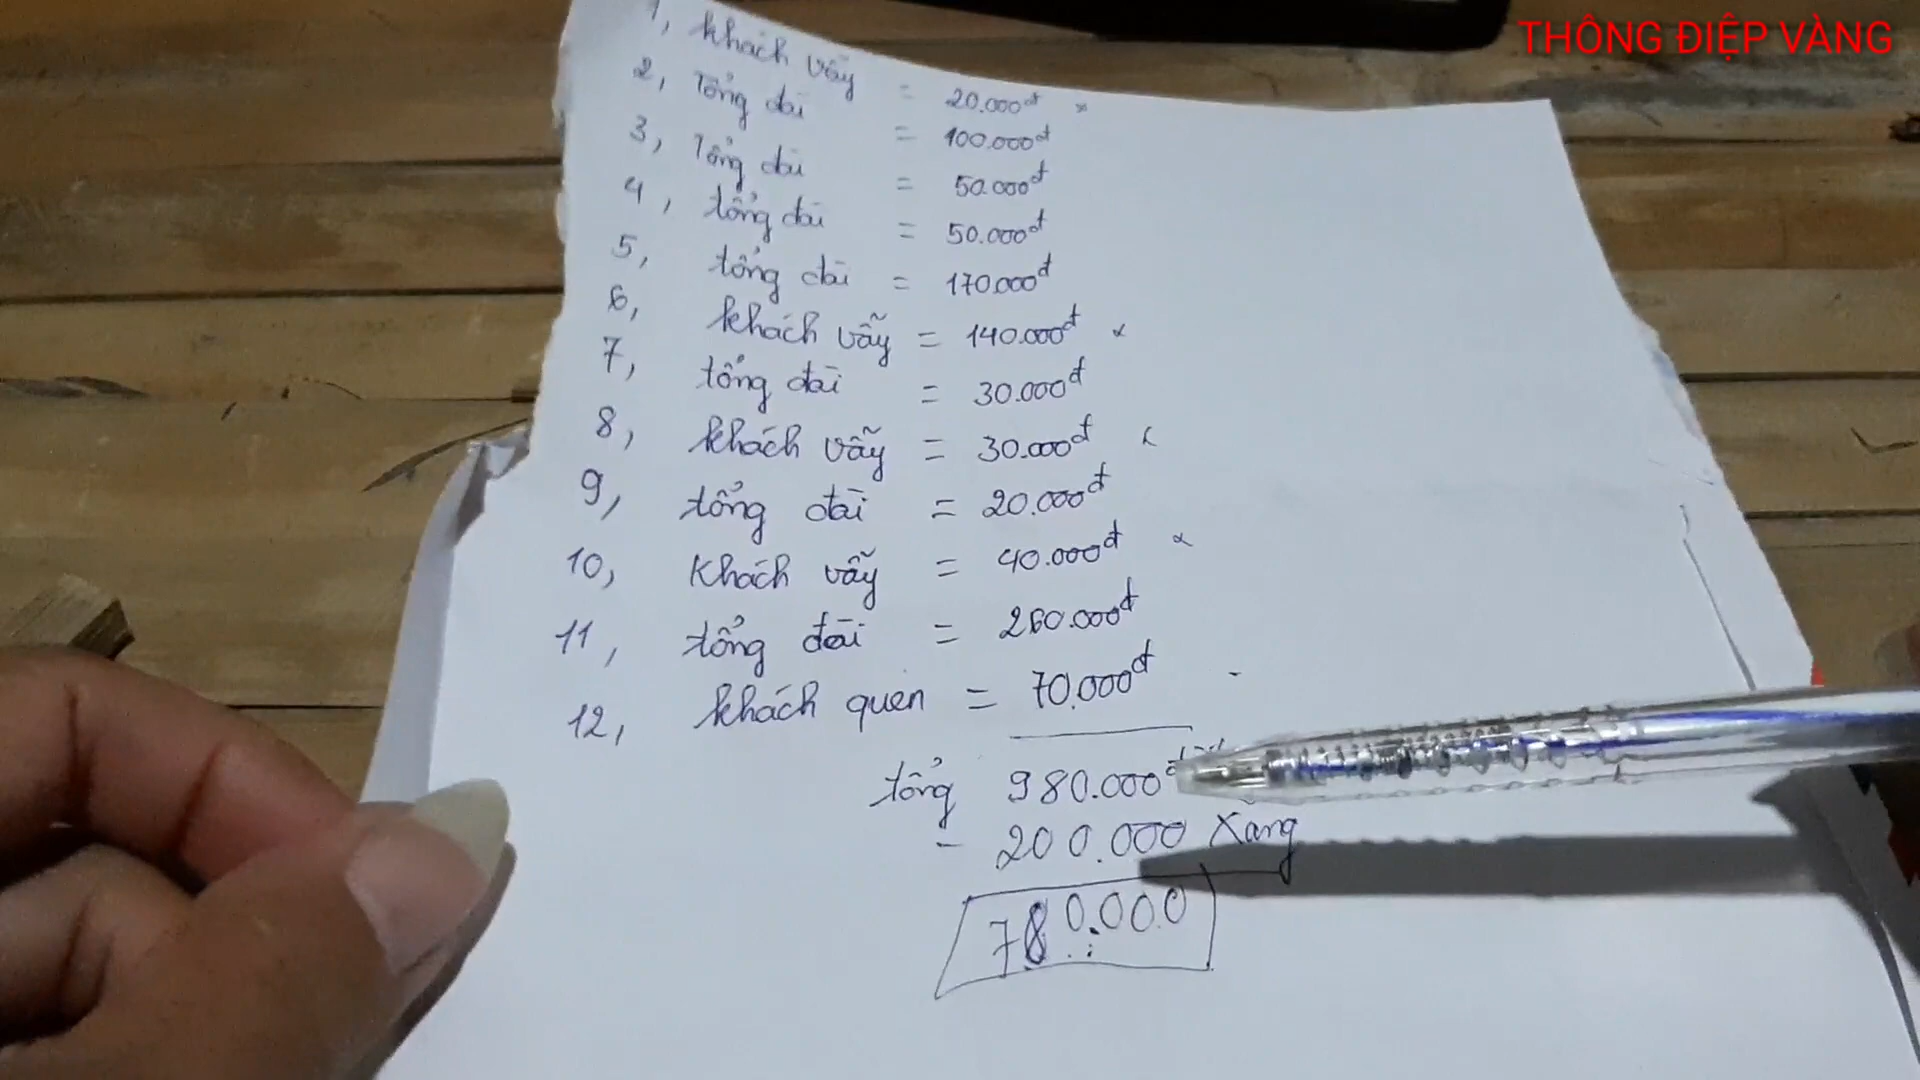 THÔNG ĐIỆP VÀNG
1, Khách vẫy = 20.000đ x
2, Tổng đài = 100.000đ
3, Tổng đài = 50.000đ
4, tổng đài = 50.000đ
5, tổng đài = 170.000đ
6, khách vẫy = 140.000đ x
7, tổng đài = 30.000đ
8, khách vẫy = 30.000đ x
9, tổng đài = 20.000đ
10, Khách vẫy = 40.000đ x
11, tổng đài = 260.000đ
12, khách quen = 70.000đ -
tổng 980.000đ
- 200.000 Xăng
780.000